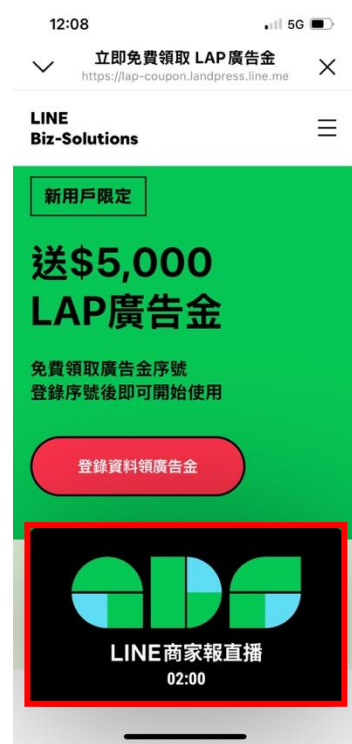 12:08
5G
立即免費領取 LAP廣告金
https://lap-coupon.landpress.line.me
LINE
Biz-Solutions
新用戶限定
送$5,000
LAP廣告金
免費領取廣告金序號
登錄序號後即可開始使用
登錄資料領廣告金
LINE商家報直播
02:00